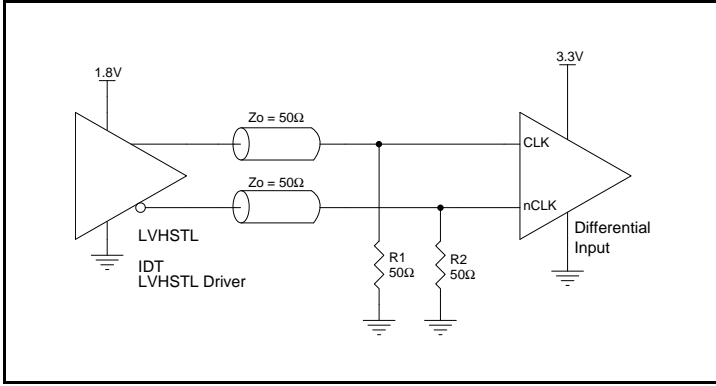 3.3V
1.8V
Zo = 50Ω
CLK
Zo = 50Ω
nCLK
LVHSTL
Differential
Input
IDT
LVHSTL Driver
R1
50Ω
R2
50Ω